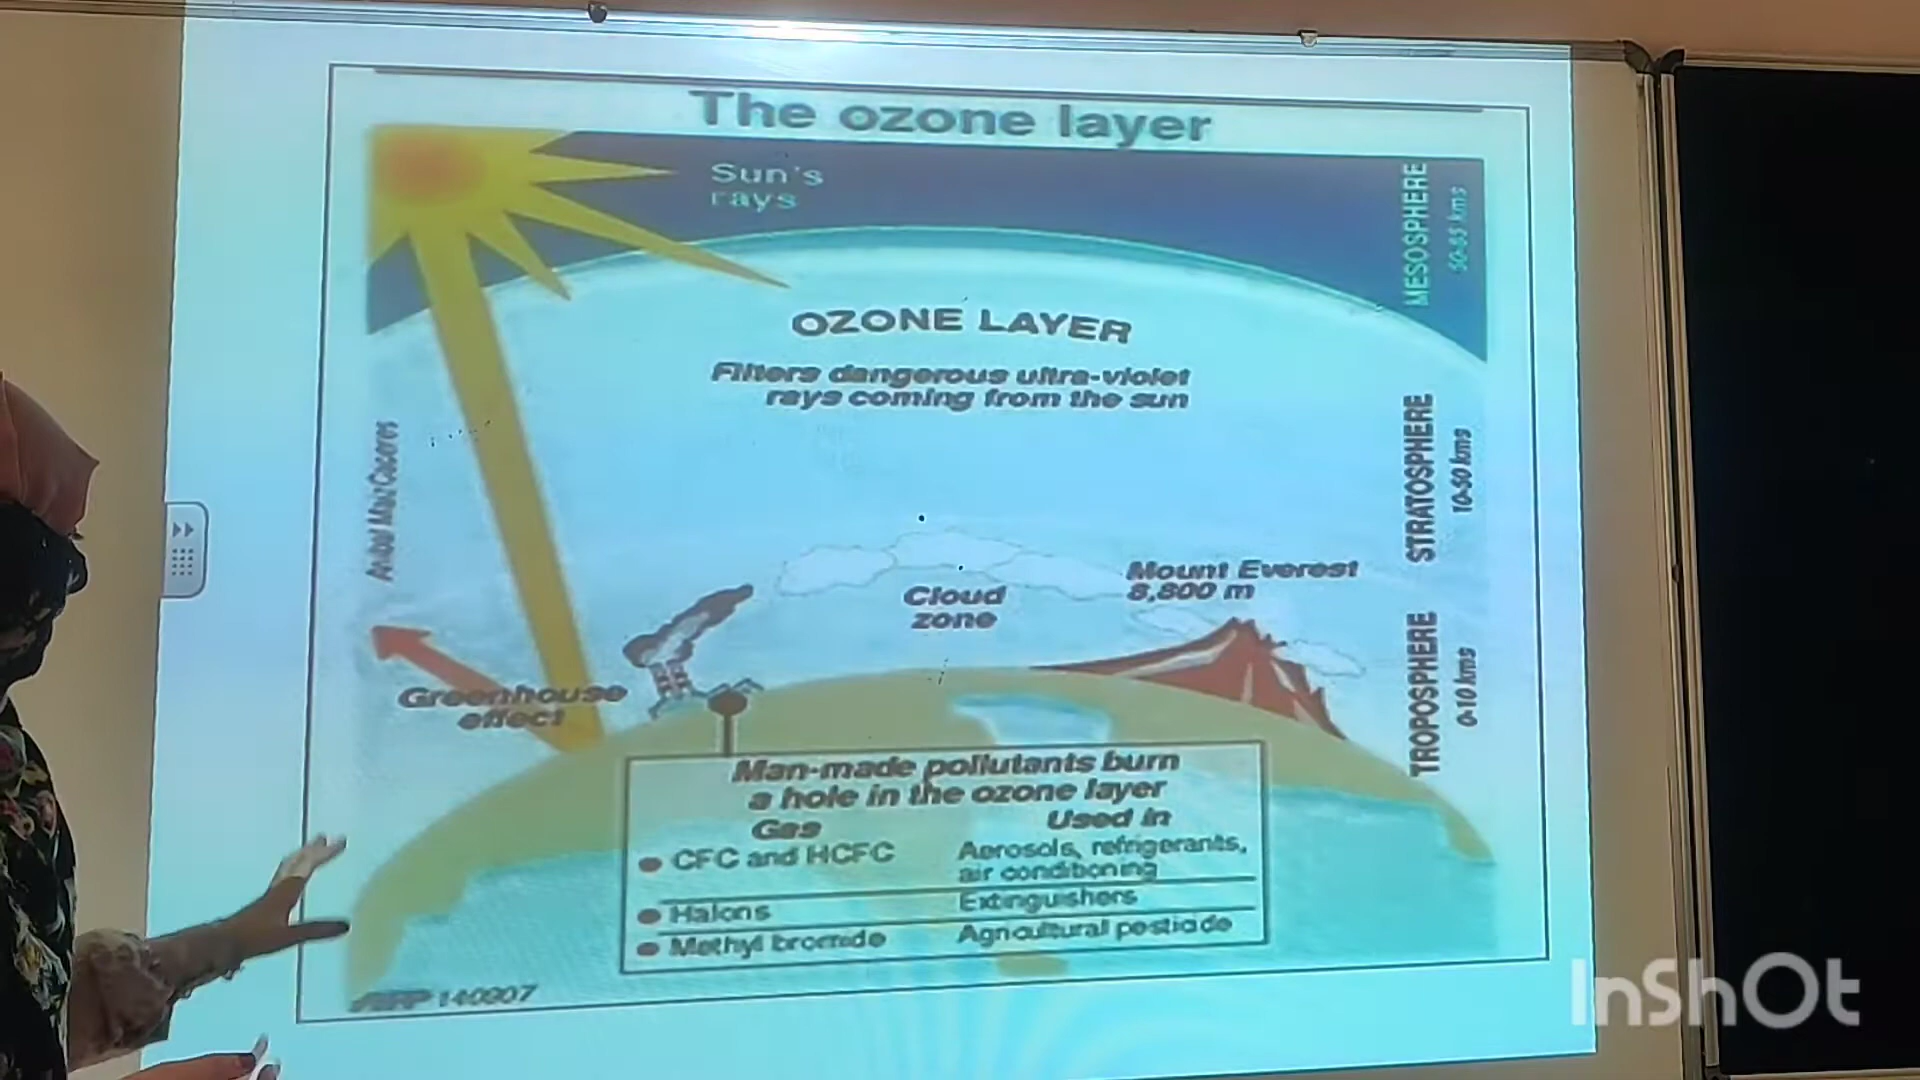 The ozone layer
Sun's
rays
MESOSPHERE
OZONE LAYER
Filters dangerous ultra-violet
rays coming from the sun
STRATOSPHERE
10-50 kms
Mount Everest
8,800 m
Cloud
zone
TROPOSPHERE
0-10 kms
Greenhouse
effect
Man-made pollutants burn
a hole in the ozone layer
Gas Used in
CFC and HCFC Aerosols, refrigerants,
air conditioning
Halons Extinguishers
Methyl bromide Agricultural pesticide
140907
InShOt